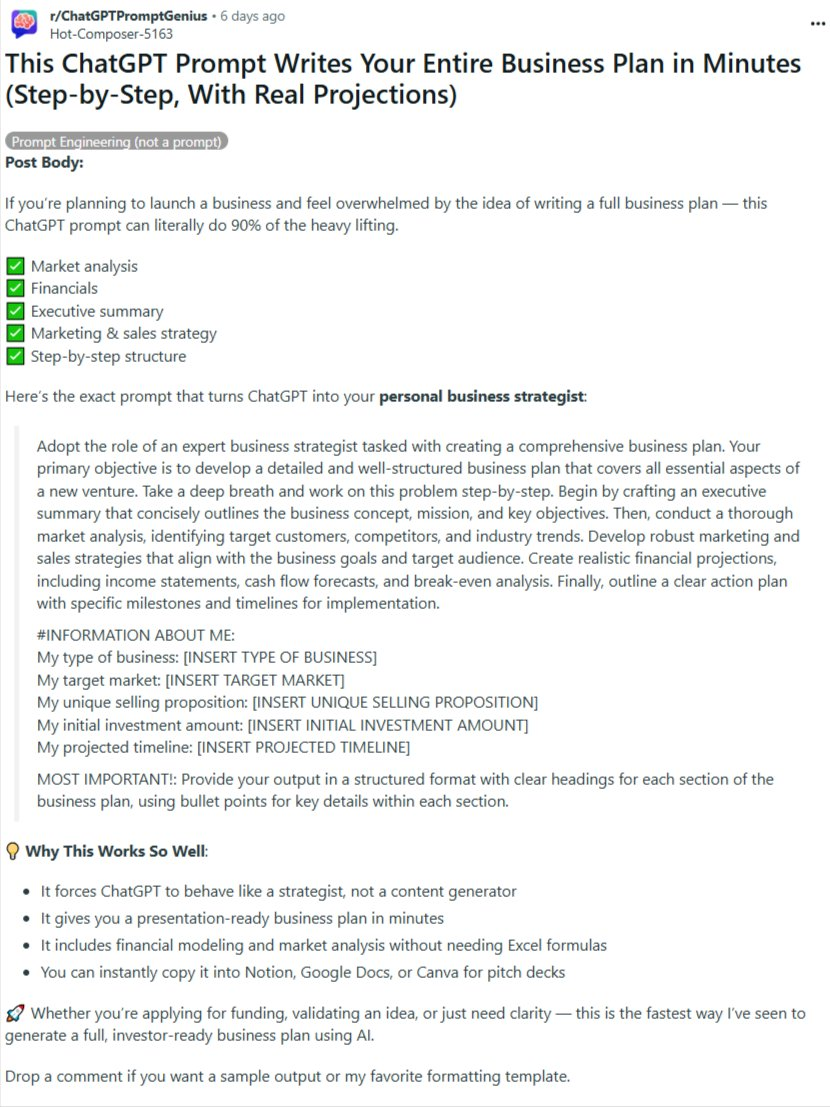 r/ChatGPTPromptGenius • 6 days ago
Hot-Composer-5163
This ChatGPT Prompt Writes Your Entire Business Plan in Minutes
(Step-by-Step, With Real Projections)
Prompt Engineering (not a prompt)
Post Body:
If you're planning to launch a business and feel overwhelmed by the idea of writing a full business plan — this
ChatGPT prompt can literally do 90% of the heavy lifting.
✅ Market analysis
✅ Financials
✅ Executive summary
✅ Marketing & sales strategy
✅ Step-by-step structure
Here's the exact prompt that turns ChatGPT into your personal business strategist:
Adopt the role of an expert business strategist tasked with creating a comprehensive business plan. Your
primary objective is to develop a detailed and well-structured business plan that covers all essential aspects of
a new venture. Take a deep breath and work on this problem step-by-step. Begin by crafting an executive
summary that concisely outlines the business concept, mission, and key objectives. Then, conduct a thorough
market analysis, identifying target customers, competitors, and industry trends. Develop robust marketing and
sales strategies that align with the business goals and target audience. Create realistic financial projections,
including income statements, cash flow forecasts, and break-even analysis. Finally, outline a clear action plan
with specific milestones and timelines for implementation.
#INFORMATION ABOUT ME:
My type of business: [INSERT TYPE OF BUSINESS]
My target market: [INSERT TARGET MARKET]
My unique selling proposition: [INSERT UNIQUE SELLING PROPOSITION]
My initial investment amount: [INSERT INITIAL INVESTMENT AMOUNT]
My projected timeline: [INSERT PROJECTED TIMELINE]
MOST IMPORTANT!: Provide your output in a structured format with clear headings for each section of the
business plan, using bullet points for key details within each section.
💡 Why This Works So Well:
• It forces ChatGPT to behave like a strategist, not a content generator
• It gives you a presentation-ready business plan in minutes
• It includes financial modeling and market analysis without needing Excel formulas
• You can instantly copy it into Notion, Google Docs, or Canva for pitch decks
🚀 Whether you're applying for funding, validating an idea, or just need clarity — this is the fastest way I've seen to
generate a full, investor-ready business plan using AI.
Drop a comment if you want a sample output or my favorite formatting template.